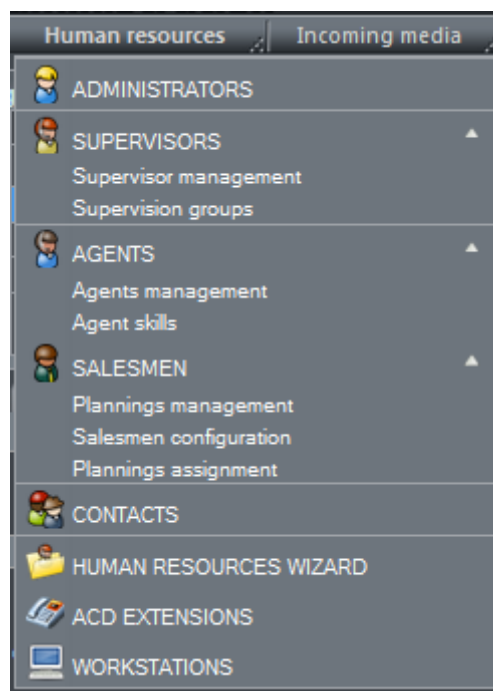 Human resources
Incoming media
ADMINISTRATORS
SUPERVISORS
Supervisor management
Supervision groups
AGENTS
Agents management
Agent skills
SALESMEN
Plannings management
Salesmen configuration
Plannings assignment
CONTACTS
HUMAN RESOURCES WIZARD
ACD EXTENSIONS
WORKSTATIONS